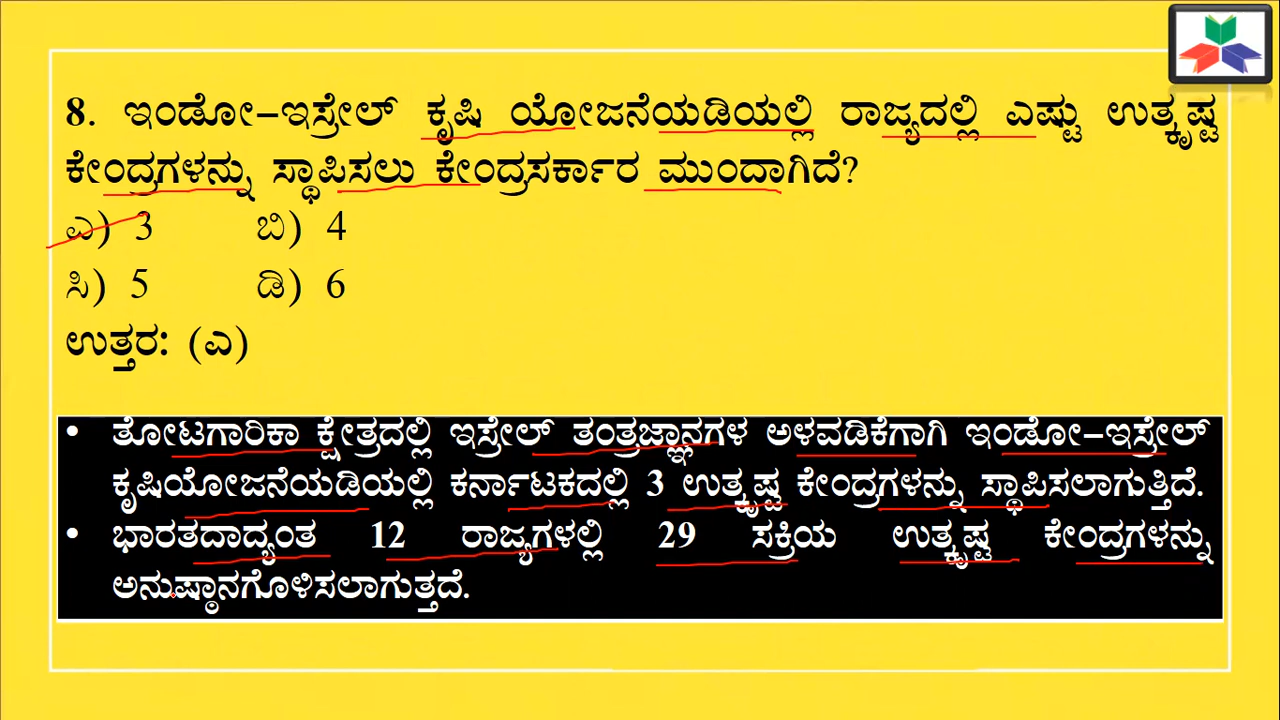 8. ಇಂಡೋ–ಇಸ್ರೇಲ್ ಕೃಷಿ ಯೋಜನೆಯಡಿಯಲ್ಲಿ ರಾಜ್ಯದಲ್ಲಿ ಎಷ್ಟು ಉತ್ಕೃಷ್ಟ
ಕೇಂದ್ರಗಳನ್ನು ಸ್ಥಾಪಿಸಲು ಕೇಂದ್ರಸರ್ಕಾರ ಮುಂದಾಗಿದೆ?
ಎ) 3 ಬಿ) 4
ಸಿ) 5 ಡಿ) 6
ಉತ್ತರ: (ಎ)
• ತೋಟಗಾರಿಕಾ ಕ್ಷೇತ್ರದಲ್ಲಿ ಇಸ್ರೇಲ್ ತಂತ್ರಜ್ಞಾನಗಳ ಅಳವಡಿಕೆಗಾಗಿ ಇಂಡೋ–ಇಸ್ರೇಲ್
ಕೃಷಿಯೋಜನೆಯಡಿಯಲ್ಲಿ ಕರ್ನಾಟಕದಲ್ಲಿ 3 ಉತ್ಕೃಷ್ಟ ಕೇಂದ್ರಗಳನ್ನು ಸ್ಥಾಪಿಸಲಾಗುತ್ತಿದೆ.
• ಭಾರತದಾದ್ಯಂತ 12 ರಾಜ್ಯಗಳಲ್ಲಿ 29 ಸಕ್ರಿಯ ಉತ್ಕೃಷ್ಟ ಕೇಂದ್ರಗಳನ್ನು
ಅನುಷ್ಠಾನಗೊಳಿಸಲಾಗುತ್ತದೆ.